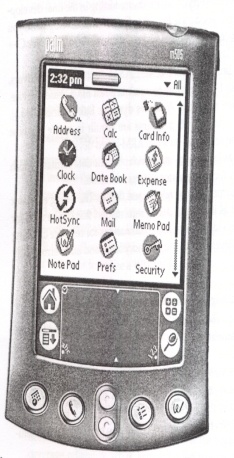 palm m505
2:32 pm All
Address Calc Card Info
Clock Date Book Expense
HotSync Mail Memo Pad
Note Pad Prefs Security